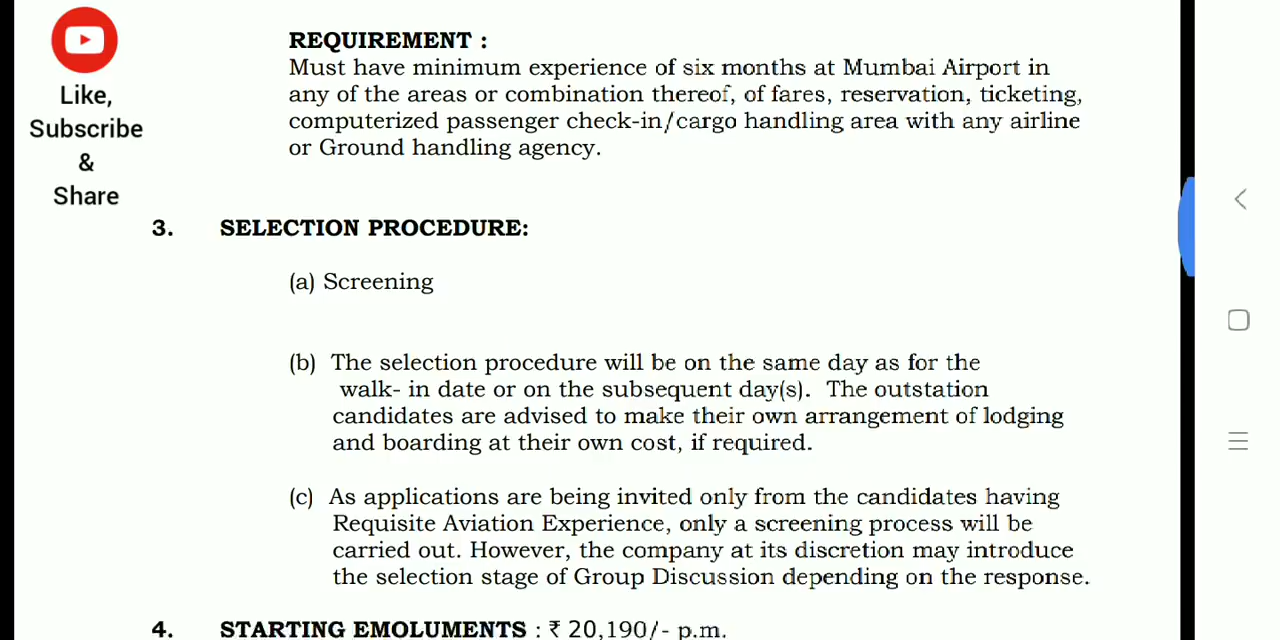 Like,
Subscribe
&
Share
REQUIREMENT :
Must have minimum experience of six months at Mumbai Airport in
any of the areas or combination thereof, of fares, reservation, ticketing,
computerized passenger check-in/cargo handling area with any airline
or Ground handling agency.
3. SELECTION PROCEDURE:
(a) Screening
(b) The selection procedure will be on the same day as for the
walk- in date or on the subsequent day(s). The outstation
candidates are advised to make their own arrangement of lodging
and boarding at their own cost, if required.
(c) As applications are being invited only from the candidates having
Requisite Aviation Experience, only a screening process will be
carried out. However, the company at its discretion may introduce
the selection stage of Group Discussion depending on the response.
4. STARTING EMOLUMENTS : ₹ 20,190/- p.m.